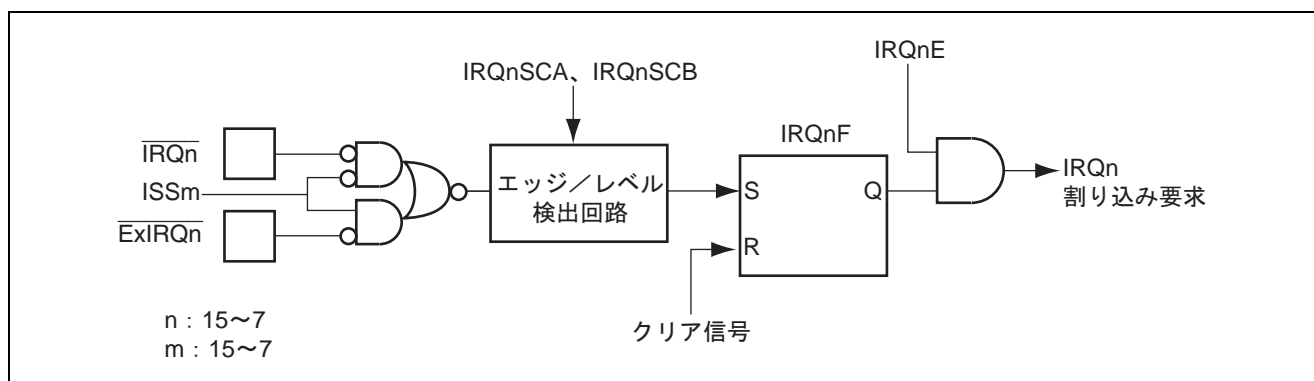 IRQnE
IRQnSCA、IRQnSCB
IRQnF
IRQn
ISSm
ExIRQn
エッジ／レベル
検出回路
S
Q
R
IRQn
割り込み要求
クリア信号
n：15～7
m：15～7